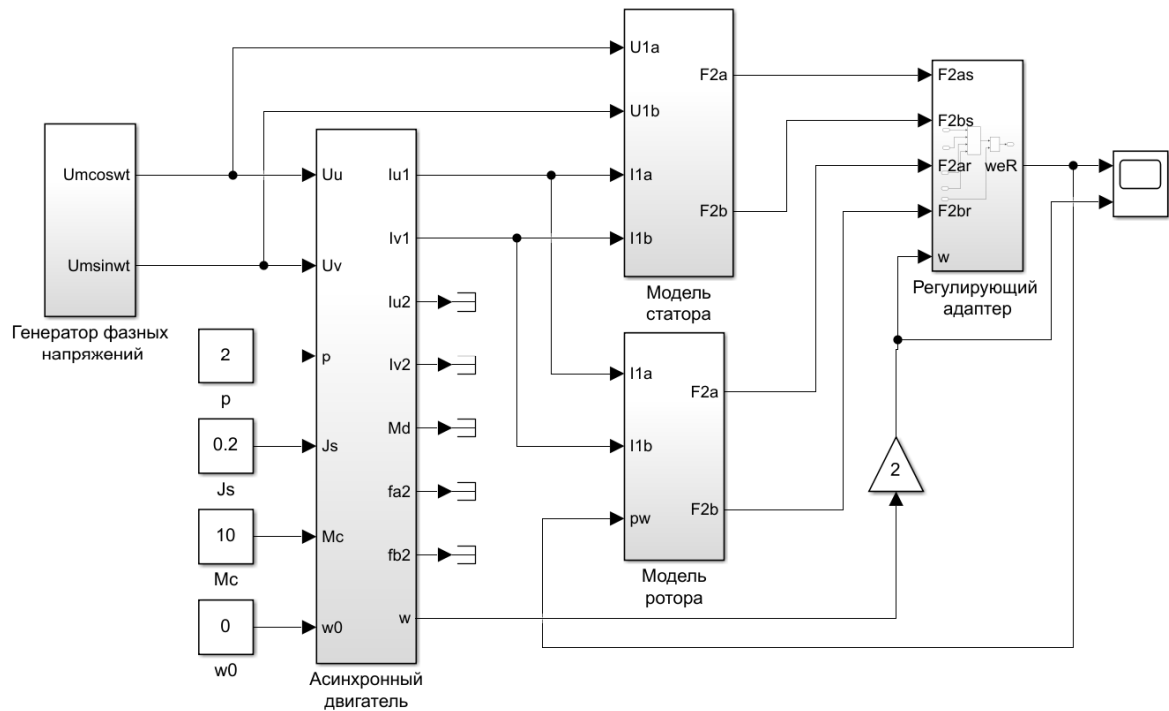 Umcoswt
Umsinwt
Генератор фазных
напряжений
2
p
0.2
Js
10
Mc
0
w0
Uu
Uv
p
Js
Mc
w0
Iu1
Iv1
Iu2
Iv2
Md
fa2
fb2
w
Асинхронный
двигатель
U1a
U1b
I1a
I1b
F2a
F2b
Модель
статора
I1a
I1b
pw
F2a
F2b
Модель
ротора
F2as
F2bs
F2ar
F2br
w
weR
Регулирующий
адаптер
2